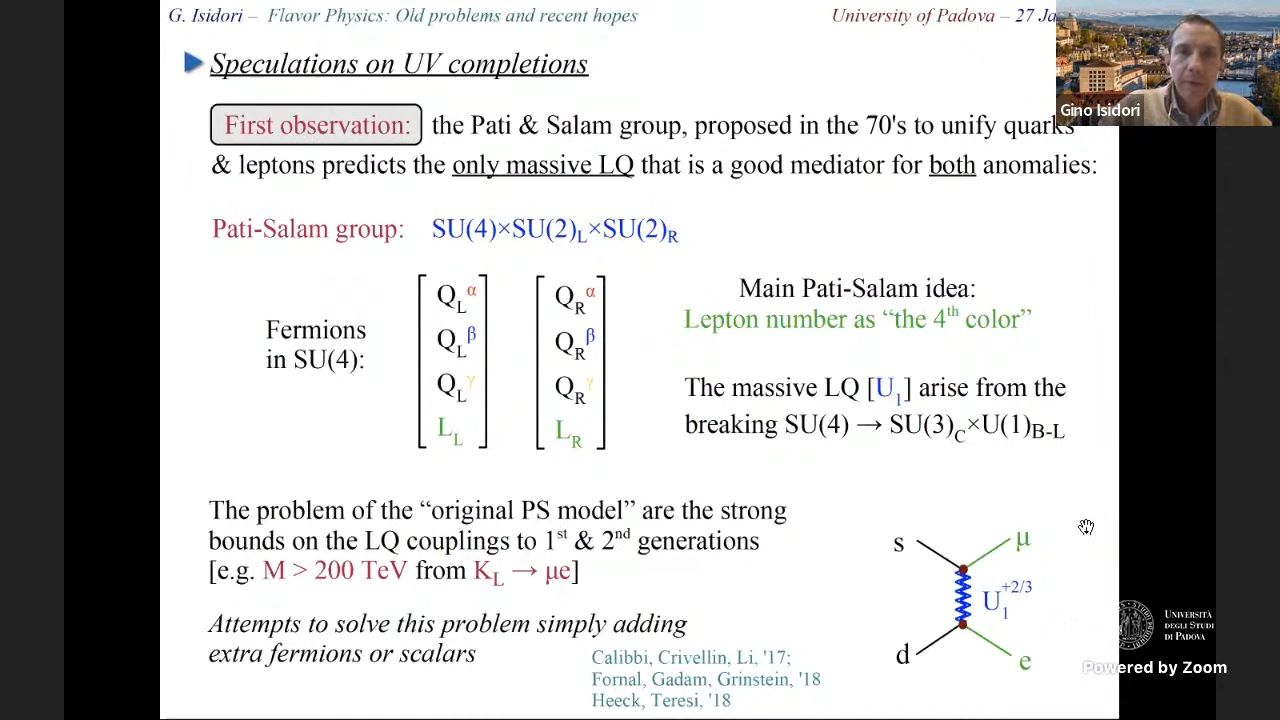 G. Isidori – Flavor Physics: Old problems and recent hopes
University of Padova – 27 Ja
Gino Isidori
Speculations on UV completions
First observation: the Pati & Salam group, proposed in the 70's to unify quarks
& leptons predicts the only massive LQ that is a good mediator for both anomalies:
Pati-Salam group: SU(4)×SU(2)L×SU(2)R
Fermions
in SU(4):
QLα
QLβ
QLγ
LL
QRα
QRβ
QRγ
LR
Main Pati-Salam idea:
Lepton number as “the 4th color”
The massive LQ [U1] arise from the
breaking SU(4) → SU(3)C×U(1)B-L
The problem of the “original PS model” are the strong
bounds on the LQ couplings to 1st & 2nd generations
[e.g. M > 200 TeV from KL → μe]
Attempts to solve this problem simply adding
extra fermions or scalars
Calibbi, Crivellin, Li, '17;
Fornal, Gadam, Grinstein, '18
Heeck, Teresi, '18
s
μ
U1+2/3
d
e
UNIVERSITÀ
DEGLI STUDI
DI PADOVA
Powered by Zoom